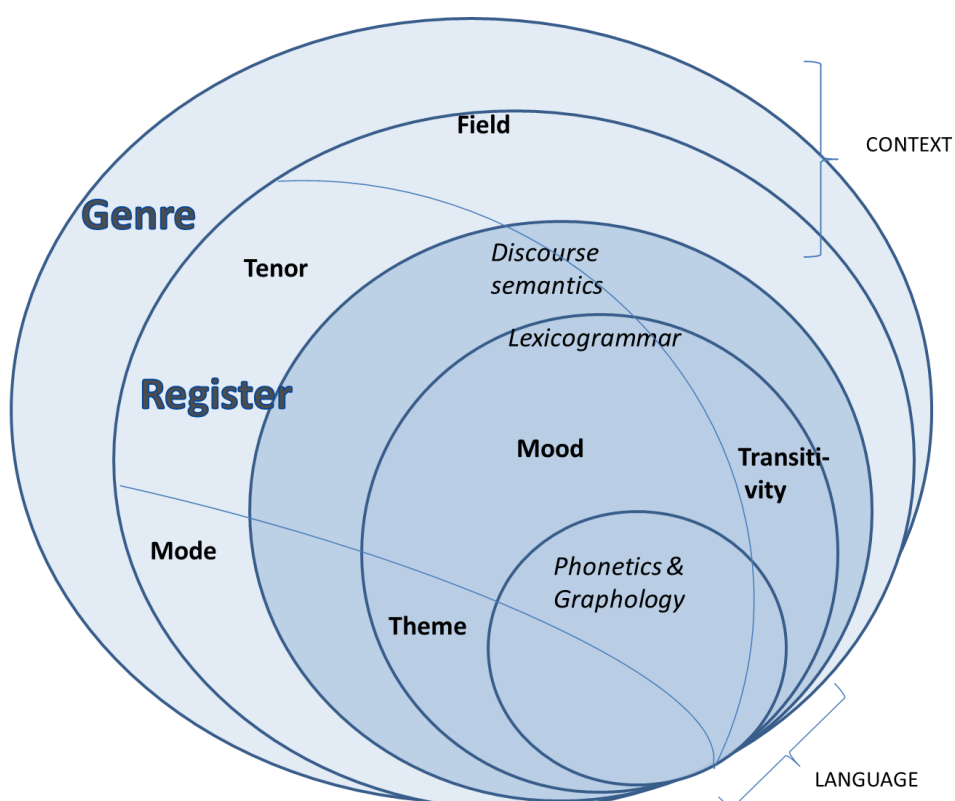 Field
CONTEXT
Genre
Discourse
semantics
Tenor
Lexicogrammar
Register
Mood
Transiti-
vity
Mode
Phonetics &
Graphology
Theme
LANGUAGE